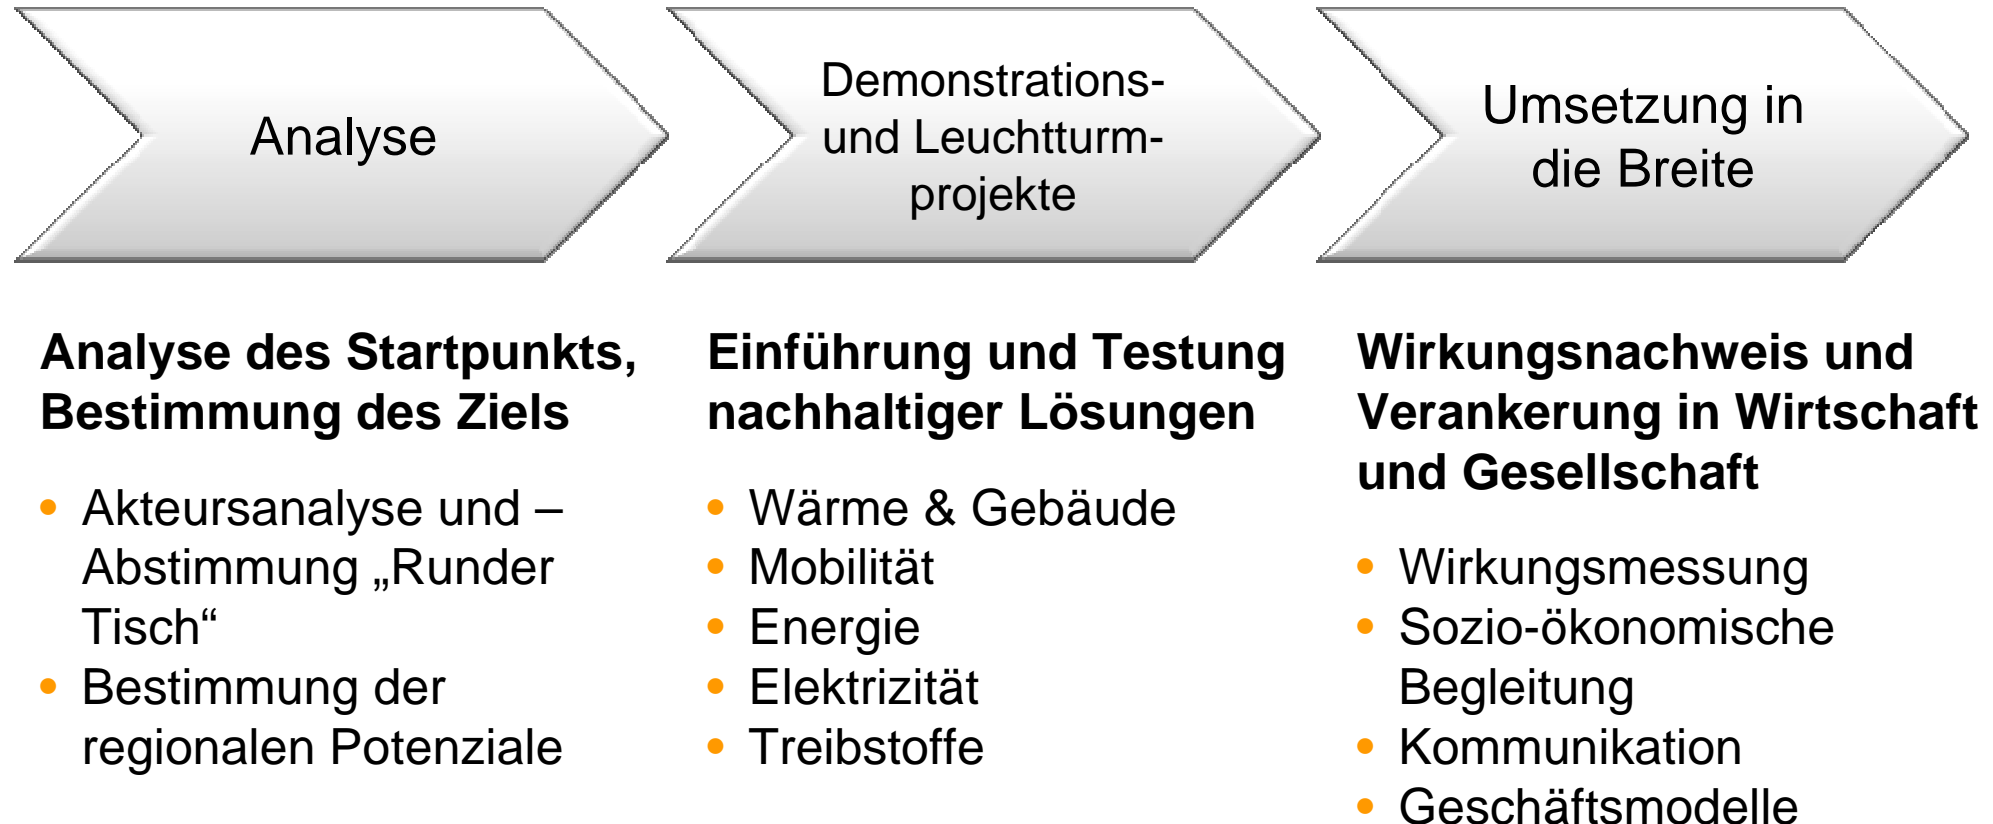 Analyse
Demonstrations-
und Leuchtturm-
projekte
Umsetzung in
die Breite
Analyse des Startpunkts,
Bestimmung des Ziels
• Akteursanalyse und –
Abstimmung „Runder
Tisch“
• Bestimmung der
regionalen Potenziale
Einführung und Testung
nachhaltiger Lösungen
• Wärme & Gebäude
• Mobilität
• Energie
• Elektrizität
• Treibstoffe
Wirkungsnachweis und
Verankerung in Wirtschaft
und Gesellschaft
• Wirkungsmessung
• Sozio-ökonomische
Begleitung
• Kommunikation
• Geschäftsmodelle